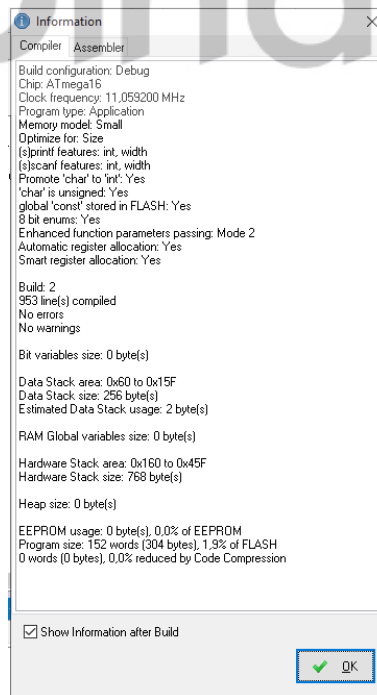 Information
Compiler
Assembler
Build configuration: Debug
Chip: ATmega16
Clock frequency: 11,059200 MHz
Program type: Application
Memory model: Small
Optimize for: Size
(s)printf features: int, width
(s)scanf features: int, width
Promote 'char' to 'int': Yes
'char' is unsigned: Yes
global 'const' stored in FLASH: Yes
8 bit enums: Yes
Enhanced function parameters passing: Mode 2
Automatic register allocation: Yes
Smart register allocation: Yes
Build: 2
953 line(s) compiled
No errors
No warnings
Bit variables size: 0 byte(s)
Data Stack area: 0x60 to 0x15F
Data Stack size: 256 byte(s)
Estimated Data Stack usage: 2 byte(s)
RAM Global variables size: 0 byte(s)
Hardware Stack area: 0x160 to 0x45F
Hardware Stack size: 768 byte(s)
Heap size: 0 byte(s)
EEPROM usage: 0 byte(s), 0,0% of EEPROM
Program size: 152 words (304 bytes), 1,9% of FLASH
0 words (0 bytes), 0,0% reduced by Code Compression
Show Information after Build
OK